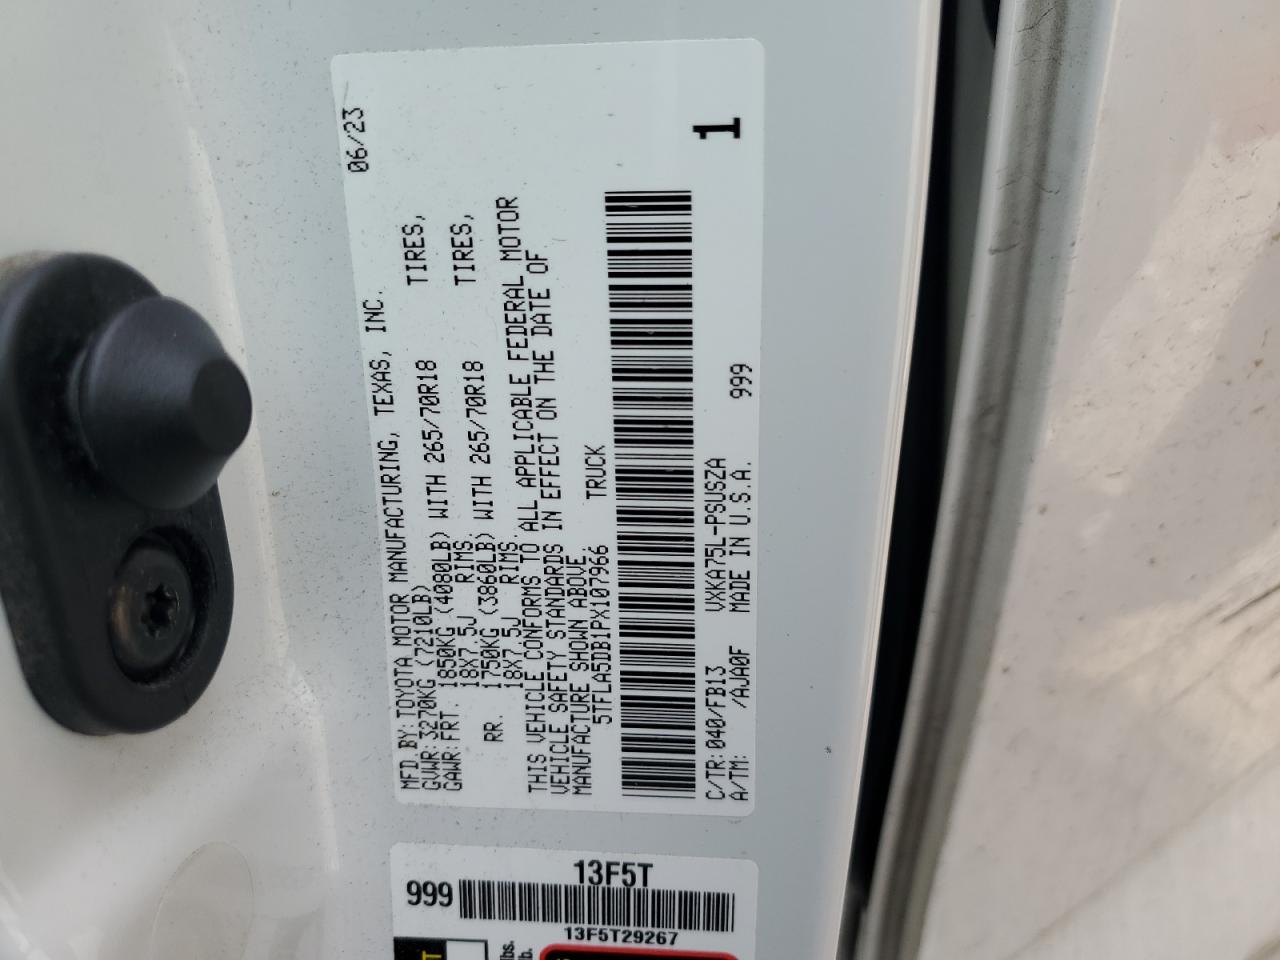 06/23
MFD.BY:TOYOTA MOTOR MANUFACTURING, TEXAS, INC.
GVWR:3270KG (7210LB)
GAWR:FRT. 1850KG (4080LB) WITH 265/70R18 TIRES,
18X7.5J RIMS.
RR. 1750KG (3860LB) WITH 265/70R18 TIRES,
18X7.5J RIMS.
THIS VEHICLE CONFORMS TO ALL APPLICABLE FEDERAL MOTOR
VEHICLE SAFETY STANDARDS IN EFFECT ON THE DATE OF
MANUFACTURE SHOWN ABOVE.
5TFLA5DB1PX107966 TRUCK
1
C/TR:040/FB13 VXKA75L-PSUSZA
A/TM: /AJA0F MADE IN U.S.A. 999
13F5T
999
13F5T29267
lbs.